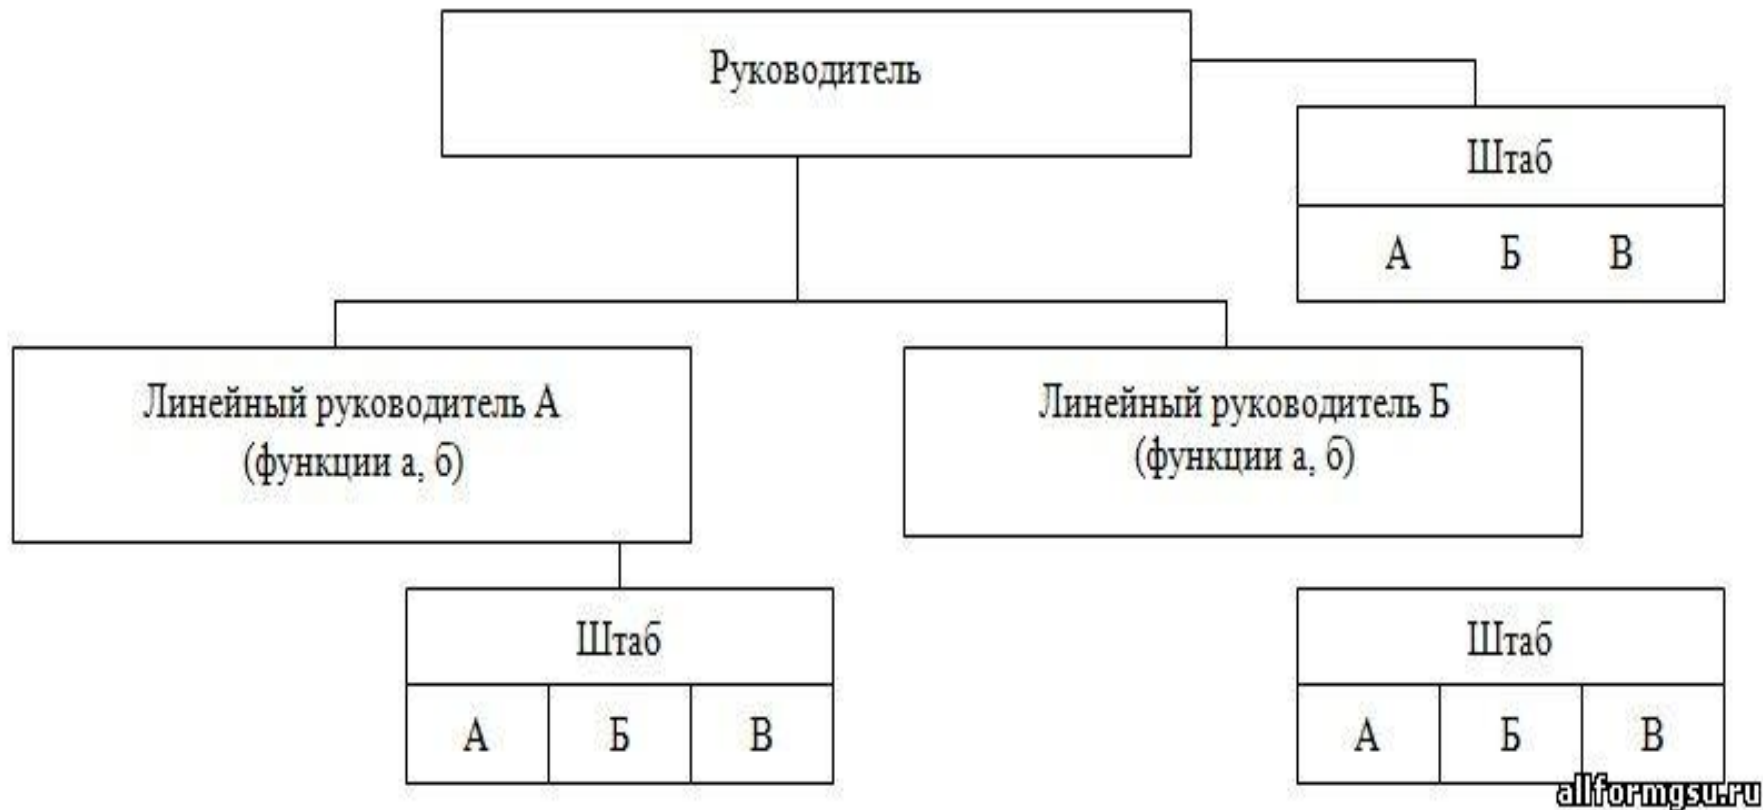 Руководитель
Штаб
А Б В
Линейный руководитель А
(функции а, б)
Линейный руководитель Б
(функции а, б)
Штаб
А Б В
Штаб
А Б В
allformgsu.ru